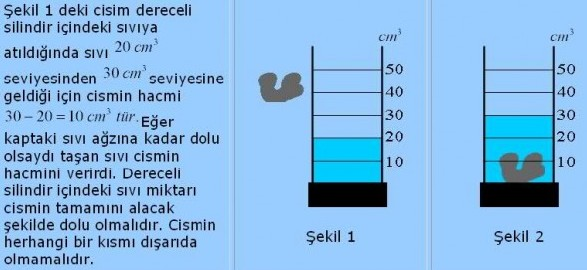 Şekil 1 deki cisim dereceli
silindir içindeki sıvıya
atıldığında sıvı 20 cm³
seviyesinden 30 cm³ seviyesine
geldiği için cismin hacmi
30 – 20 = 10 cm³ tür. Eğer
kaptaki sıvı ağzına kadar dolu
olsaydı taşan sıvı cismin
hacmini verirdi. Dereceli
silindir içindeki sıvı miktarı
cismin tamamını alacak
şekilde dolu olmalıdır. Cismin
herhangi bir kısmı dışarıda
olmamalıdır.
cm³
50
40
30
20
10
Şekil 1
cm³
50
40
30
20
10
Şekil 2